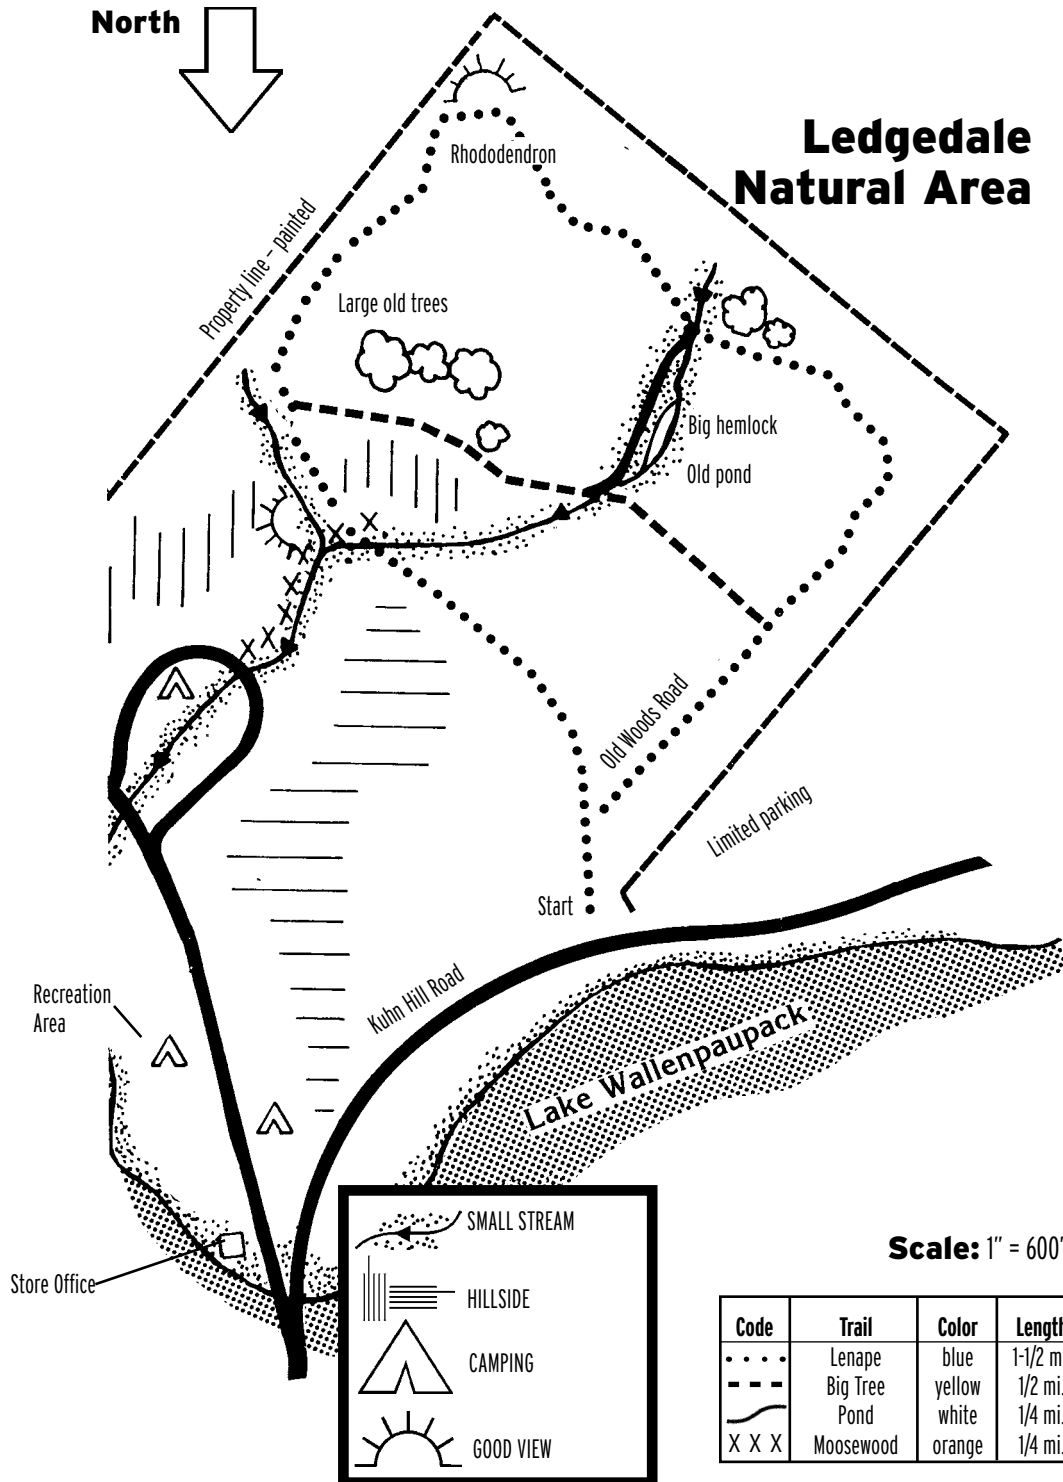 North
Ledgedale
Natural Area
Rhododendron
Property line – painted
Large old trees
Big hemlock
Old pond
Old Woods Road
Limited parking
Start
Kuhn Hill Road
Recreation
Area
Lake Wallenpaupack
Store Office
SMALL STREAM
HILLSIDE
CAMPING
GOOD VIEW
Scale: 1" = 600'
Code Trail Color Length
Lenape blue 1-1/2 m
Big Tree yellow 1/2 mi.
Pond white 1/4 mi.
X X X Moosewood orange 1/4 mi.